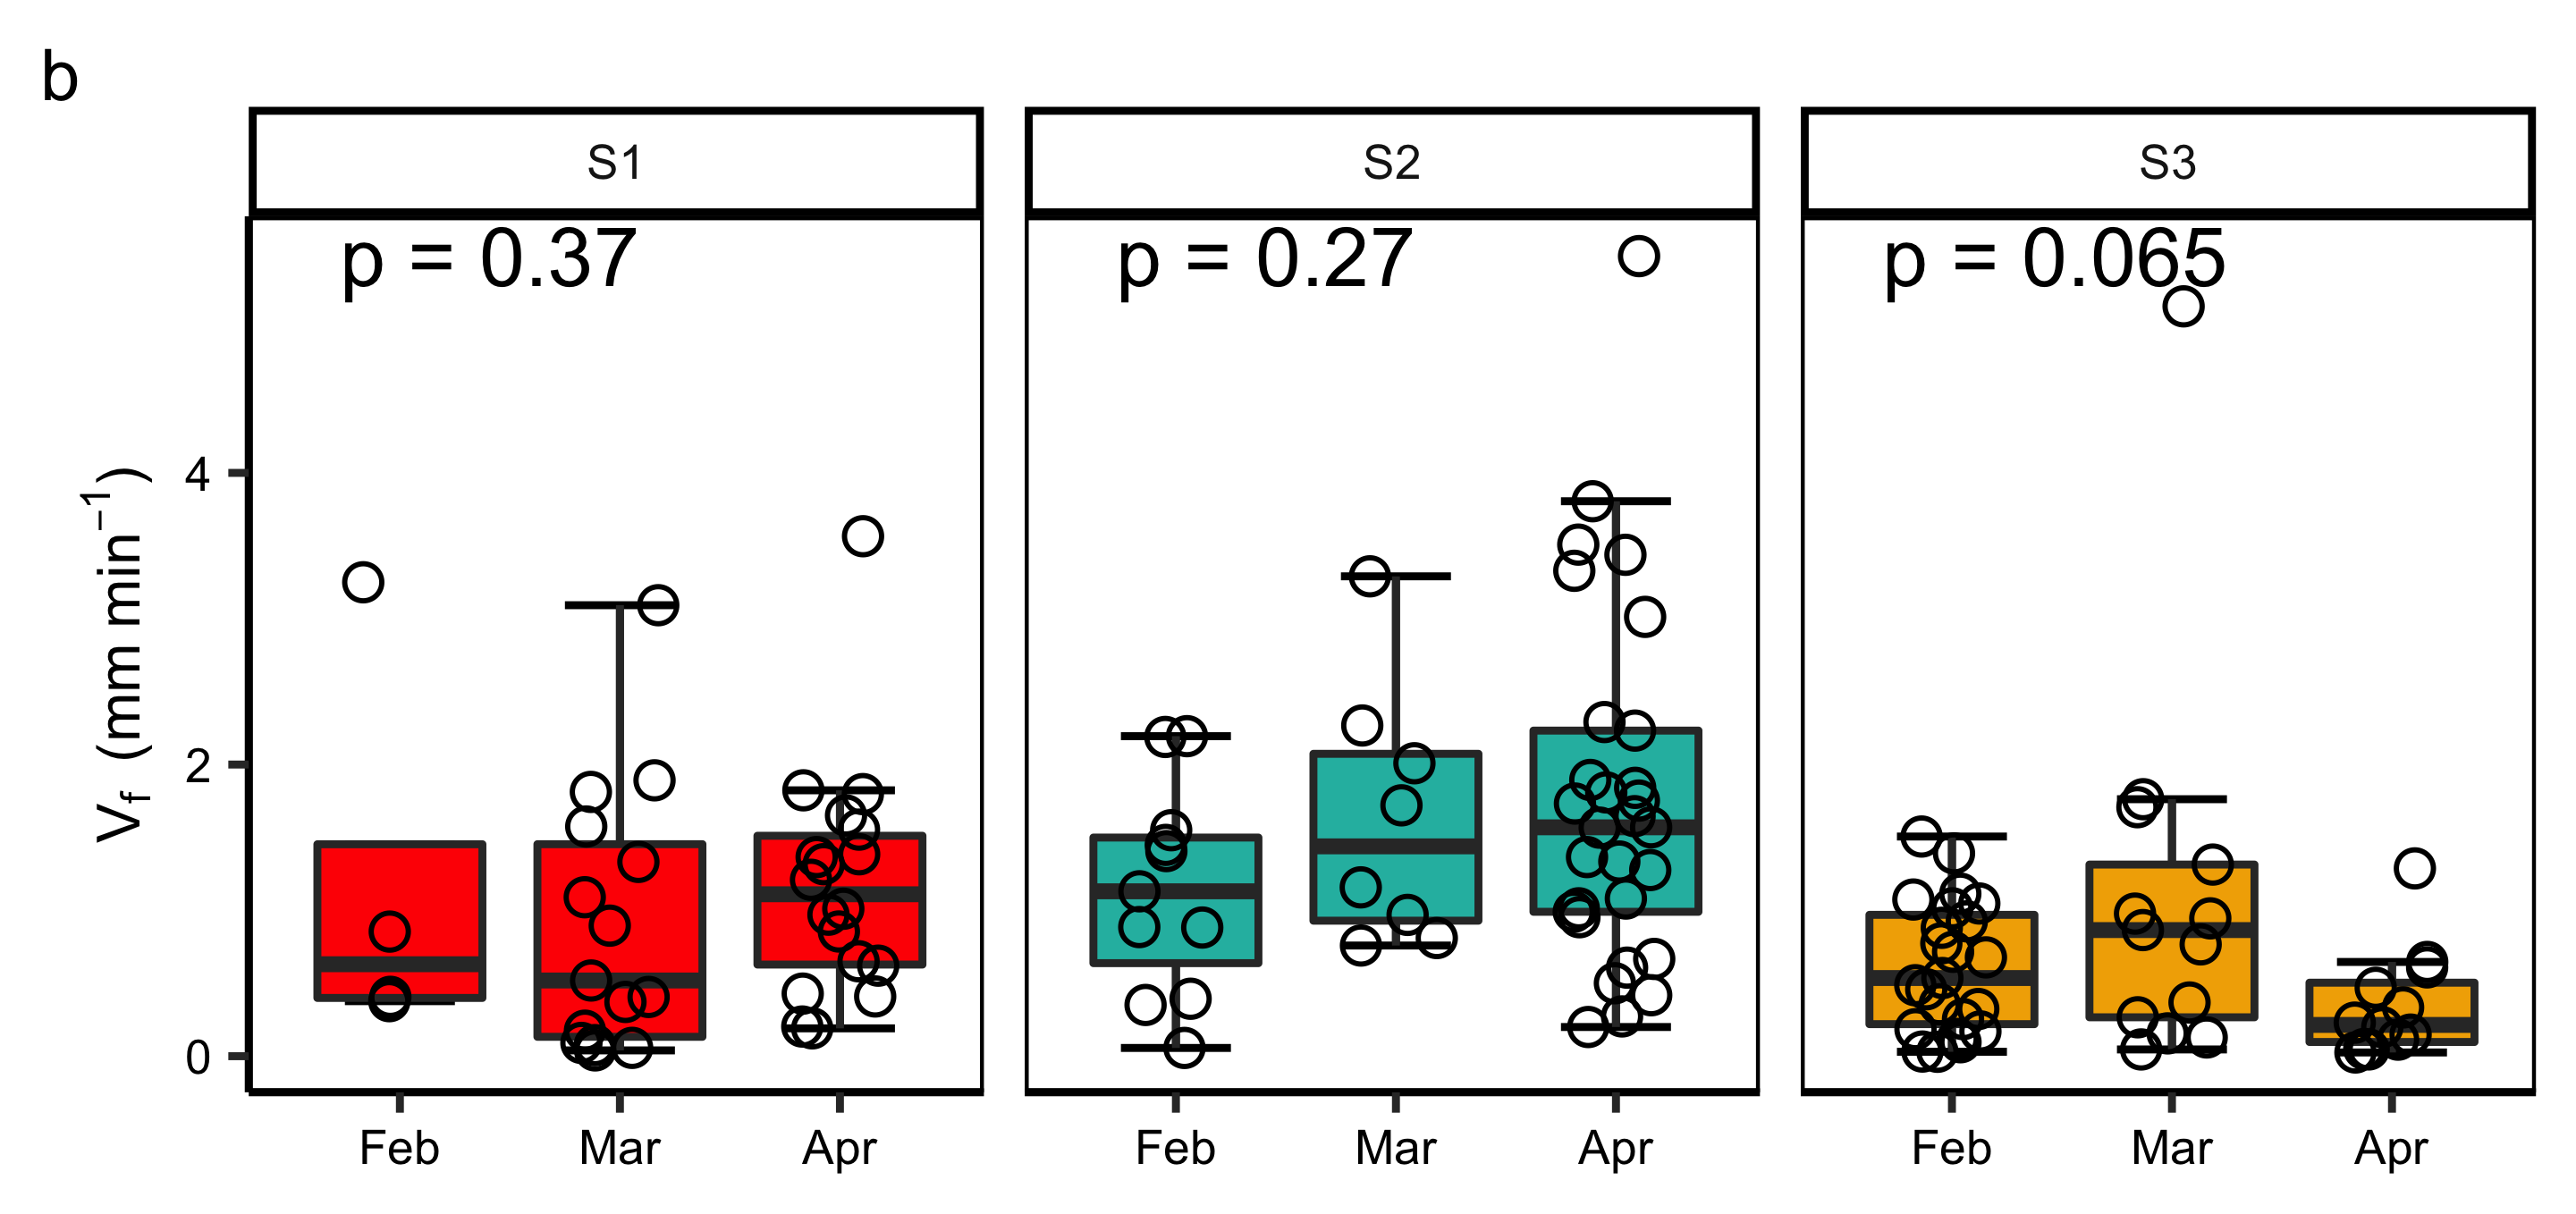 b
S1 S2 S3
p = 0.37 p = 0.27 p = 0.065
4
2
0
V_f (mm min⁻¹)
Feb Mar Apr Feb Mar Apr Feb Mar Apr